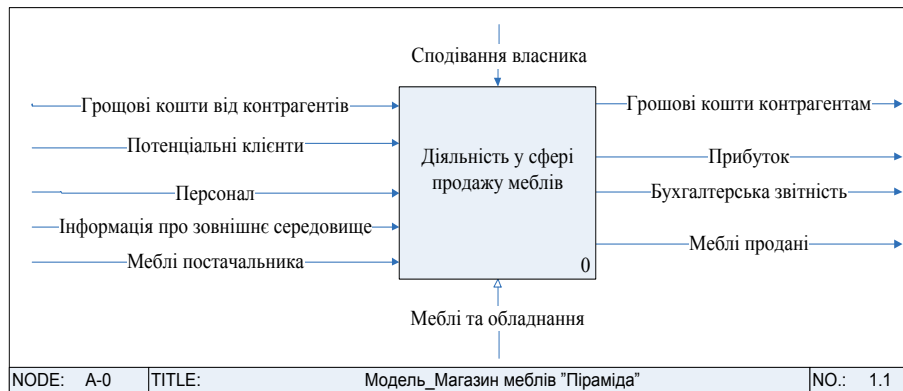 Сподівання власника
Грощові кошти від контрагентів
Потенціальні клієнти
Персонал
Інформація про зовнішнє середовище
Меблі постачальника
Діяльність у сфері
продажу меблів
0
Грошові кошти контрагентам
Прибуток
Бухгалтерська звітність
Меблі продані
Меблі та обладнання
NODE: A-0 TITLE: Модель_Магазин меблів "Піраміда" NO.: 1.1